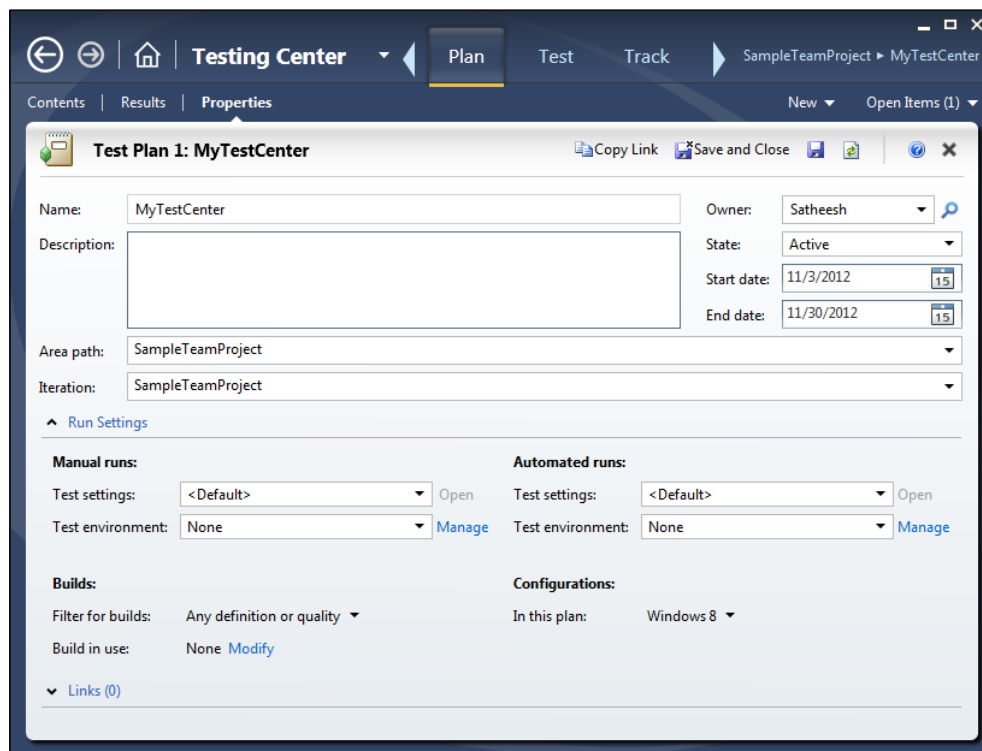 Testing Center Plan Test Track SampleTeamProject ▸ MyTestCenter
Contents | Results | Properties New Open Items (1)
Test Plan 1: MyTestCenter Copy Link Save and Close
Name: MyTestCenter Owner: Satheesh
Description: State: Active
Start date: 11/3/2012 15
End date: 11/30/2012 15
Area path: SampleTeamProject
Iteration: SampleTeamProject
Run Settings
Manual runs: Automated runs:
Test settings: <Default> Open Test settings: <Default> Open
Test environment: None Manage Test environment: None Manage
Builds: Configurations:
Filter for builds: Any definition or quality In this plan: Windows 8
Build in use: None Modify
Links (0)